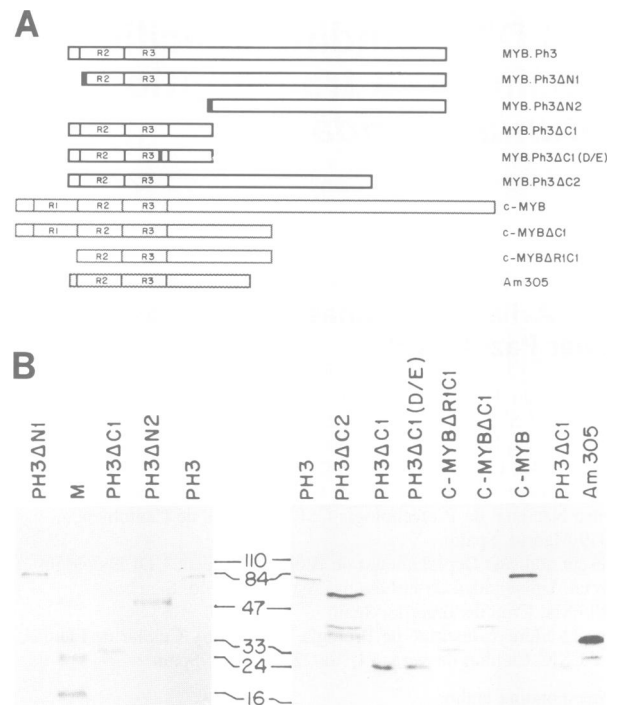 A
R2 R3 MYB.Ph3
R2 R3 MYB.Ph3ΔN1
MYB.Ph3ΔN2
R2 R3 MYB.Ph3ΔC1
R2 R3 MYB.Ph3ΔC1(D/E)
R2 R3 MYB.Ph3ΔC2
R1 R2 R3 c-MYB
R1 R2 R3 c-MYBΔC1
R2 R3 c-MYBΔR1C1
R2 R3 Am305
B
PH3ΔN1
M
PH3ΔC1
PH3ΔN2
PH3
PH3
PH3ΔC2
PH3ΔC1
PH3ΔC1(D/E)
C-MYBΔR1C1
C-MYBΔC1
C-MYB
PH3ΔC1
Am305
110
84
47
33
24
16